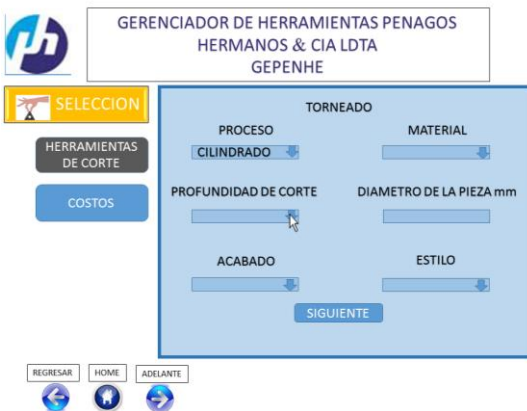 GERENCIADOR DE HERRAMIENTAS PENAGOS
HERMANOS & CIA LDTA
GEPENHE
SELECCION
HERRAMIENTAS
DE CORTE
COSTOS
TORNEADO
PROCESO
MATERIAL
CILINDRADO
PROFUNDIDAD DE CORTE
DIAMETRO DE LA PIEZA mm
ACABADO
ESTILO
SIGUIENTE
REGRESAR
HOME
ADELANTE